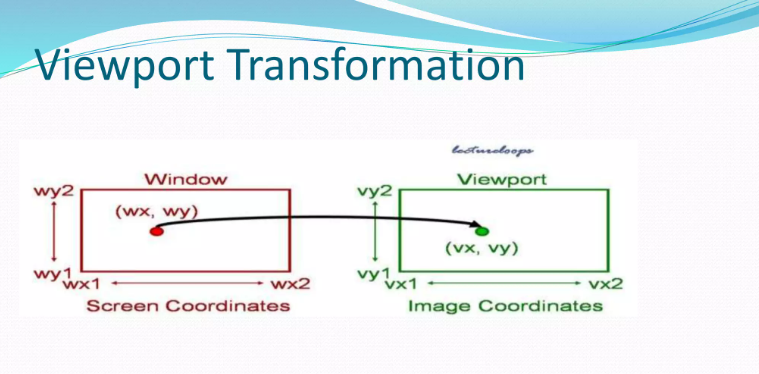 Viewport Transformation
lectureloops
Window
Viewport
wy2
vy2
(wx, wy)
(vx, vy)
wy1
vy1
wx1
wx2
vx1
vx2
Screen Coordinates
Image Coordinates